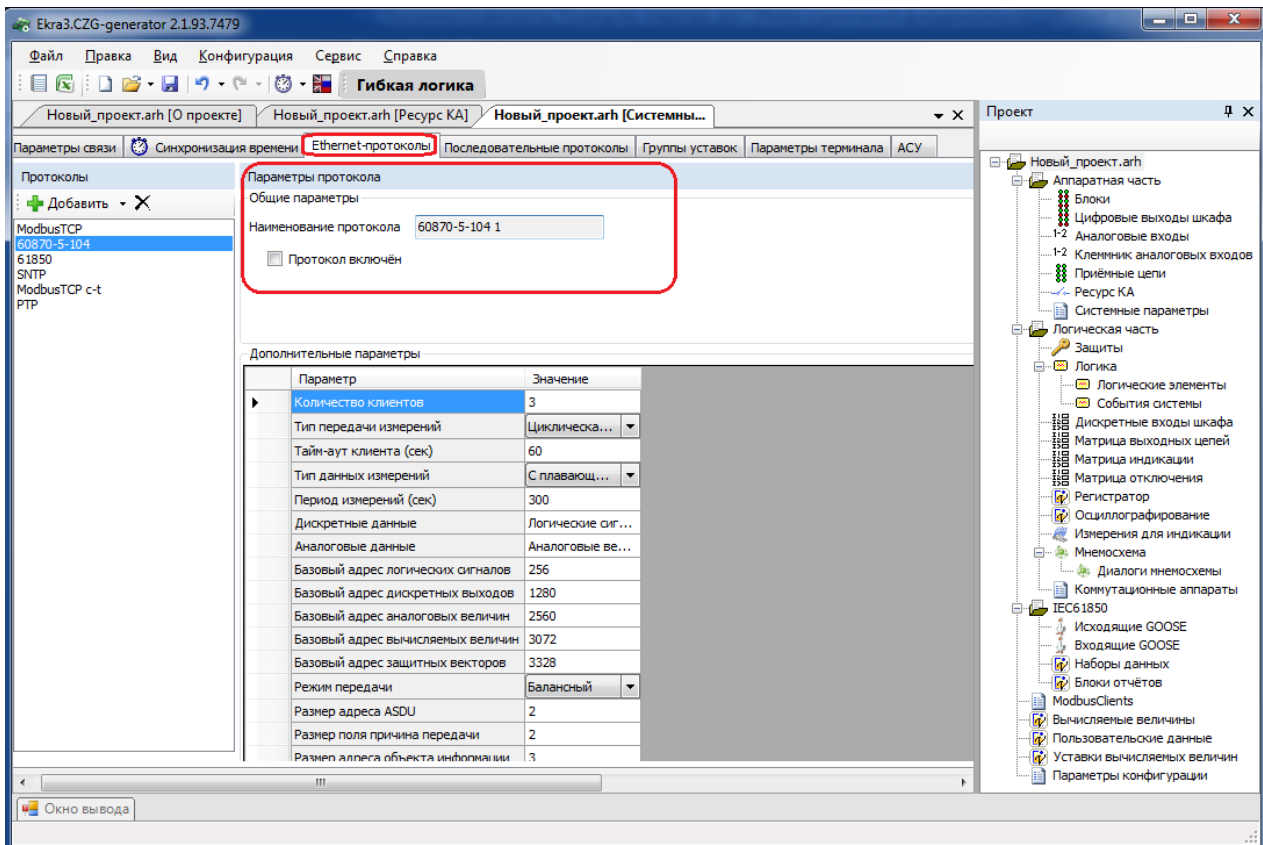 Ekra3.CZG-generator 2.1.93.7479
Файл Правка Вид Конфигурация Сервис Справка
Гибкая логика
Новый_проект.arh [О проекте] Новый_проект.arh [Ресурс КА] Новый_проект.arh [Системны...
Параметры связи Синхронизация времени Ethernet-протоколы Последовательные протоколы Группы уставок Параметры терминала АСУ
Протоколы
Добавить
ModbusTCP
60870-5-104
61850
SNTP
ModbusTCP c-t
PTP
Параметры протокола
Общие параметры
Наименование протокола 60870-5-104 1
Протокол включён
Дополнительные параметры
Параметр Значение
Количество клиентов 3
Тип передачи измерений Циклическа...
Тайм-аут клиента (сек) 60
Тип данных измерений С плавающ...
Период измерений (сек) 300
Дискретные данные Логические сиг...
Аналоговые данные Аналоговые ве...
Базовый адрес логических сигналов 256
Базовый адрес дискретных выходов 1280
Базовый адрес аналоговых величин 2560
Базовый адрес вычисляемых величин 3072
Базовый адрес защитных векторов 3328
Режим передачи Балансный
Размер адреса ASDU 2
Размер поля причина передачи 2
Размер адреса объекта информации 3
Окно вывода
Проект
Новый_проект.arh
Аппаратная часть
Блоки
Цифровые выходы шкафа
1-2 Аналоговые входы
1-2 Клеммник аналоговых входов
Приёмные цепи
Ресурс КА
Системные параметры
Логическая часть
Защиты
Логика
Логические элементы
События системы
Дискретные входы шкафа
Матрица выходных цепей
Матрица индикации
Матрица отключения
Регистратор
Осциллографирование
Измерения для индикации
Мнемосхема
Диалоги мнемосхемы
Коммутационные аппараты
IEC61850
Исходящие GOOSE
Входящие GOOSE
Наборы данных
Блоки отчётов
ModbusClients
Вычисляемые величины
Пользовательские данные
Уставки вычисляемых величин
Параметры конфигурации